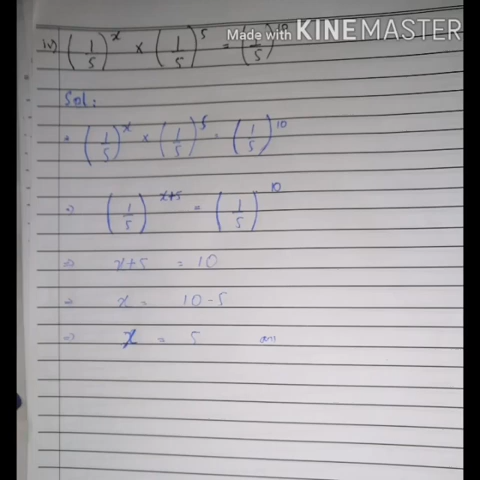 iv) (1/5)^x × (1/5)^5 = (1/5)^10
Made with KINEMASTER
Sol:
⇒ (1/5)^x × (1/5)^5 = (1/5)^10
⇒ (1/5)^x+5 = (1/5)^10
⇒ x+5 = 10
⇒ x = 10-5
⇒ x = 5 ans